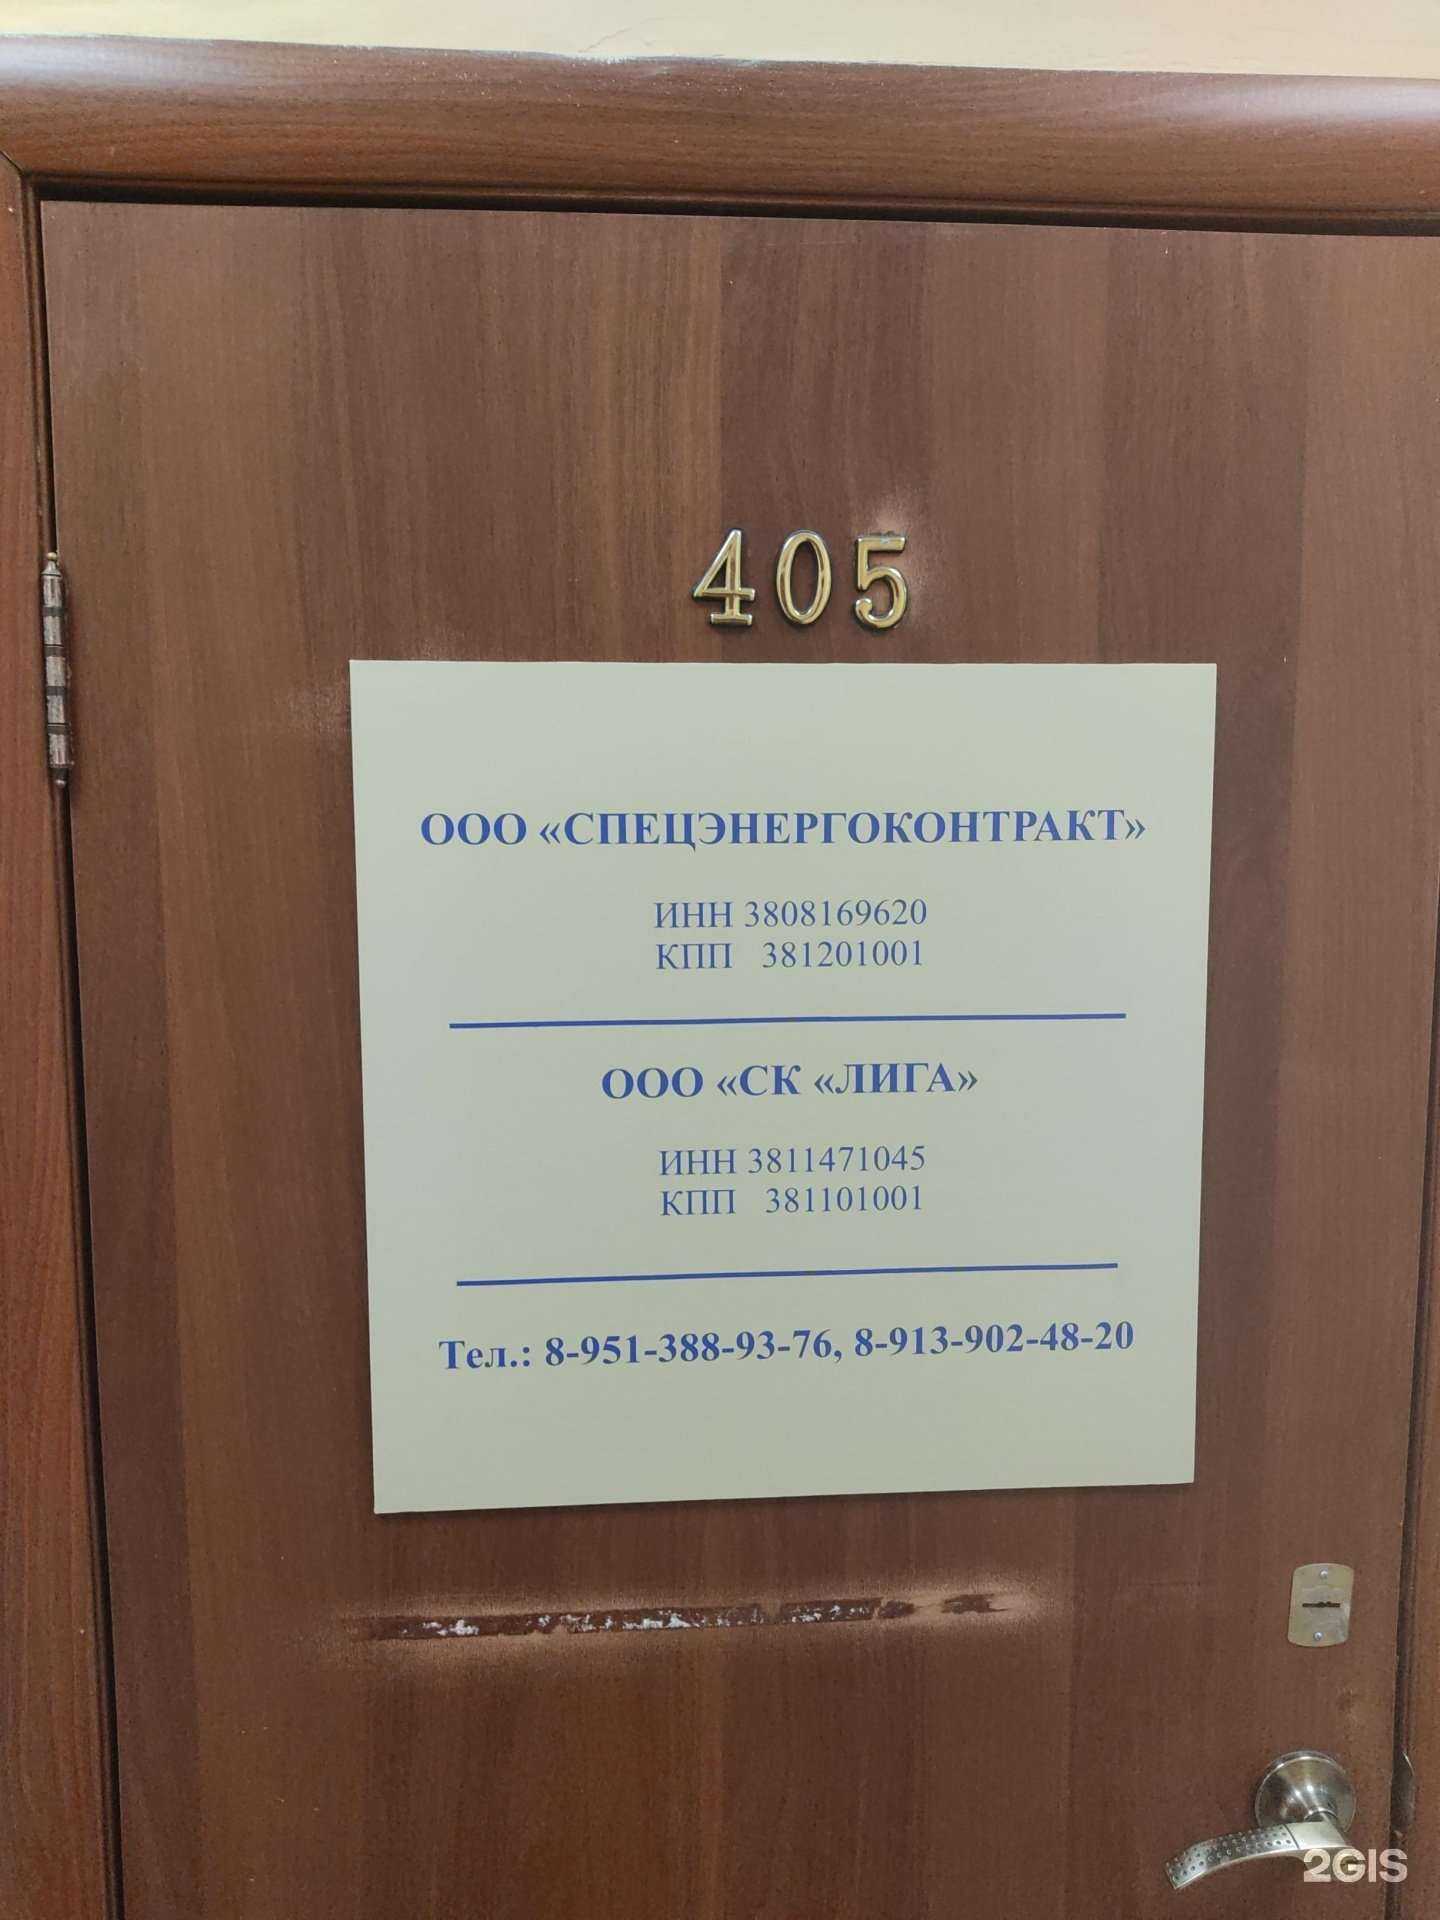 405
ООО «СПЕЦЭНЕРГОКОНТРАКТ»
ИНН 3808169620
КПП 381201001
ООО «СК «ЛИГА»
ИНН 3811471045
КПП 381101001
Тел.: 8-951-388-93-76, 8-913-902-48-20
2GIS